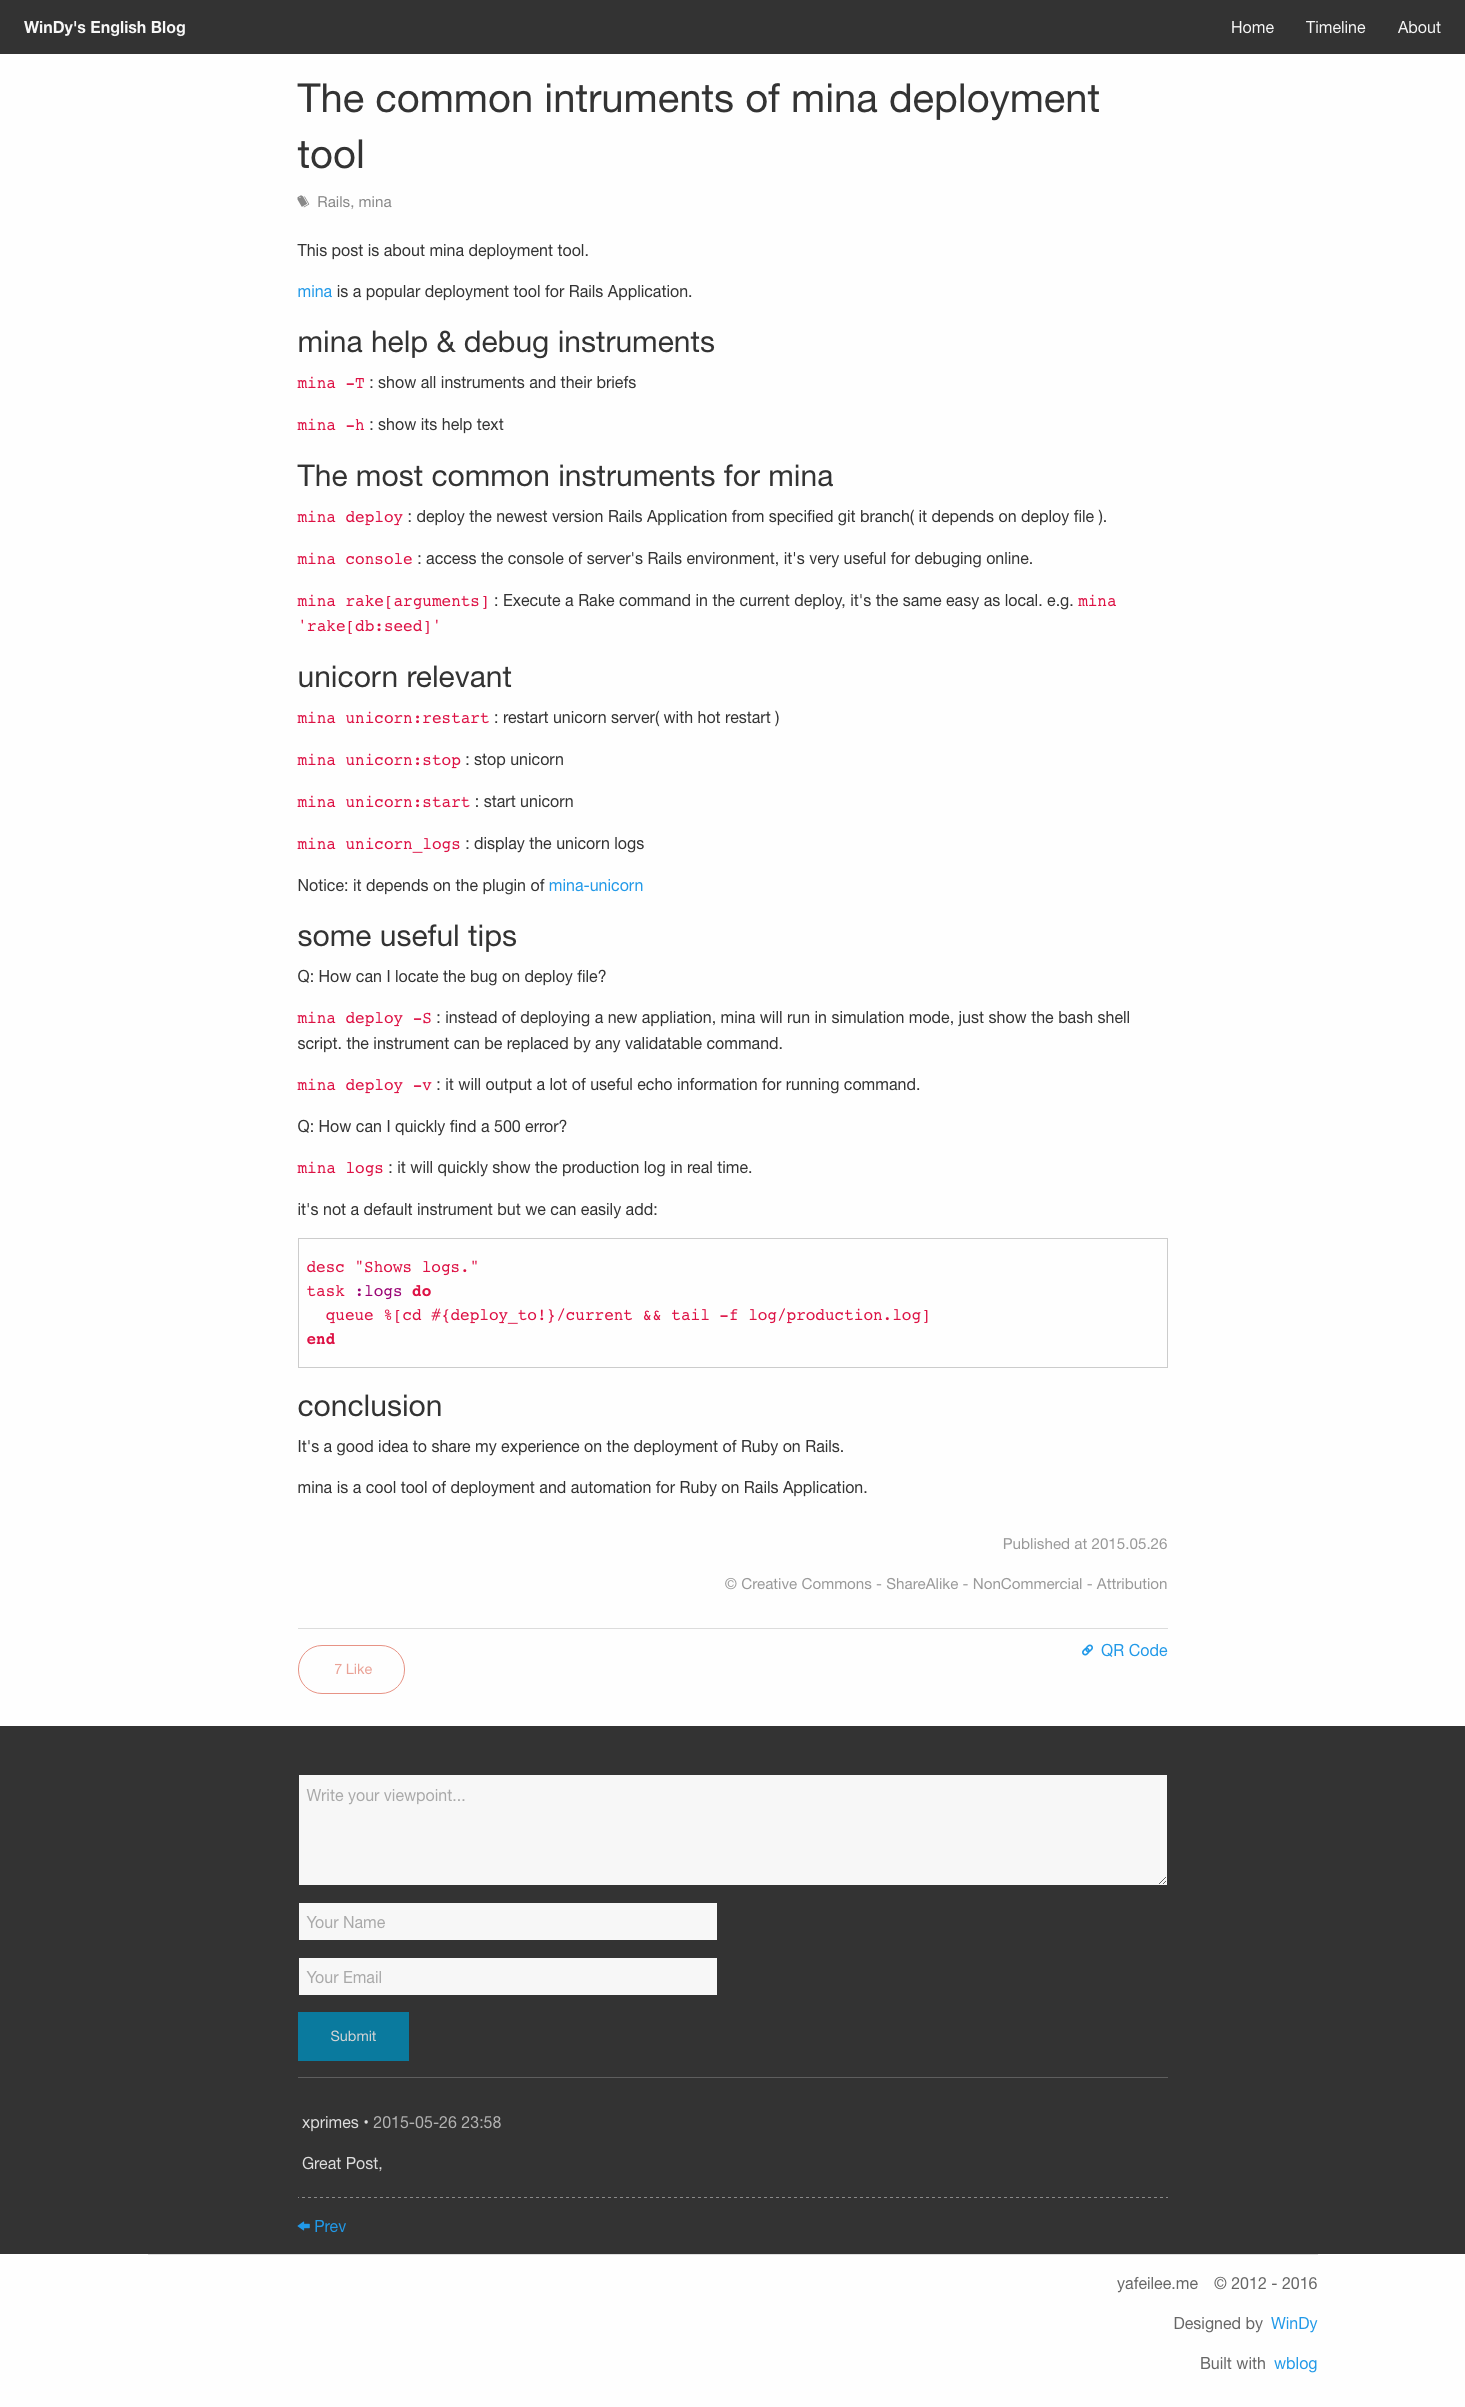 WinDy's English Blog
Home Timeline About
The common intruments of mina deployment
tool
Rails, mina
This post is about mina deployment tool.
mina is a popular deployment tool for Rails Application.
mina help & debug instruments
mina -T : show all instruments and their briefs
mina -h : show its help text
The most common instruments for mina
mina deploy : deploy the newest version Rails Application from specified git branch( it depends on deploy file ).
mina console : access the console of server's Rails environment, it's very useful for debuging online.
mina rake[arguments] : Execute a Rake command in the current deploy, it's the same easy as local. e.g. mina
'rake[db:seed]'
unicorn relevant
mina unicorn:restart : restart unicorn server( with hot restart )
mina unicorn:stop : stop unicorn
mina unicorn:start : start unicorn
mina unicorn_logs : display the unicorn logs
Notice: it depends on the plugin of mina-unicorn
some useful tips
Q: How can I locate the bug on deploy file?
mina deploy -S : instead of deploying a new appliation, mina will run in simulation mode, just show the bash shell
script. the instrument can be replaced by any validatable command.
mina deploy -v : it will output a lot of useful echo information for running command.
Q: How can I quickly find a 500 error?
mina logs : it will quickly show the production log in real time.
it's not a default instrument but we can easily add:
desc "Shows logs."
task :logs do
  queue %[cd #{deploy_to!}/current && tail -f log/production.log]
end
conclusion
It's a good idea to share my experience on the deployment of Ruby on Rails.
mina is a cool tool of deployment and automation for Ruby on Rails Application.
Published at 2015.05.26
© Creative Commons - ShareAlike - NonCommercial - Attribution
7 Like
QR Code
Write your viewpoint...
Your Name
Your Email
Submit
xprimes • 2015-05-26 23:58
Great Post,
Prev
yafeilee.me © 2012 - 2016
Designed by WinDy
Built with wblog